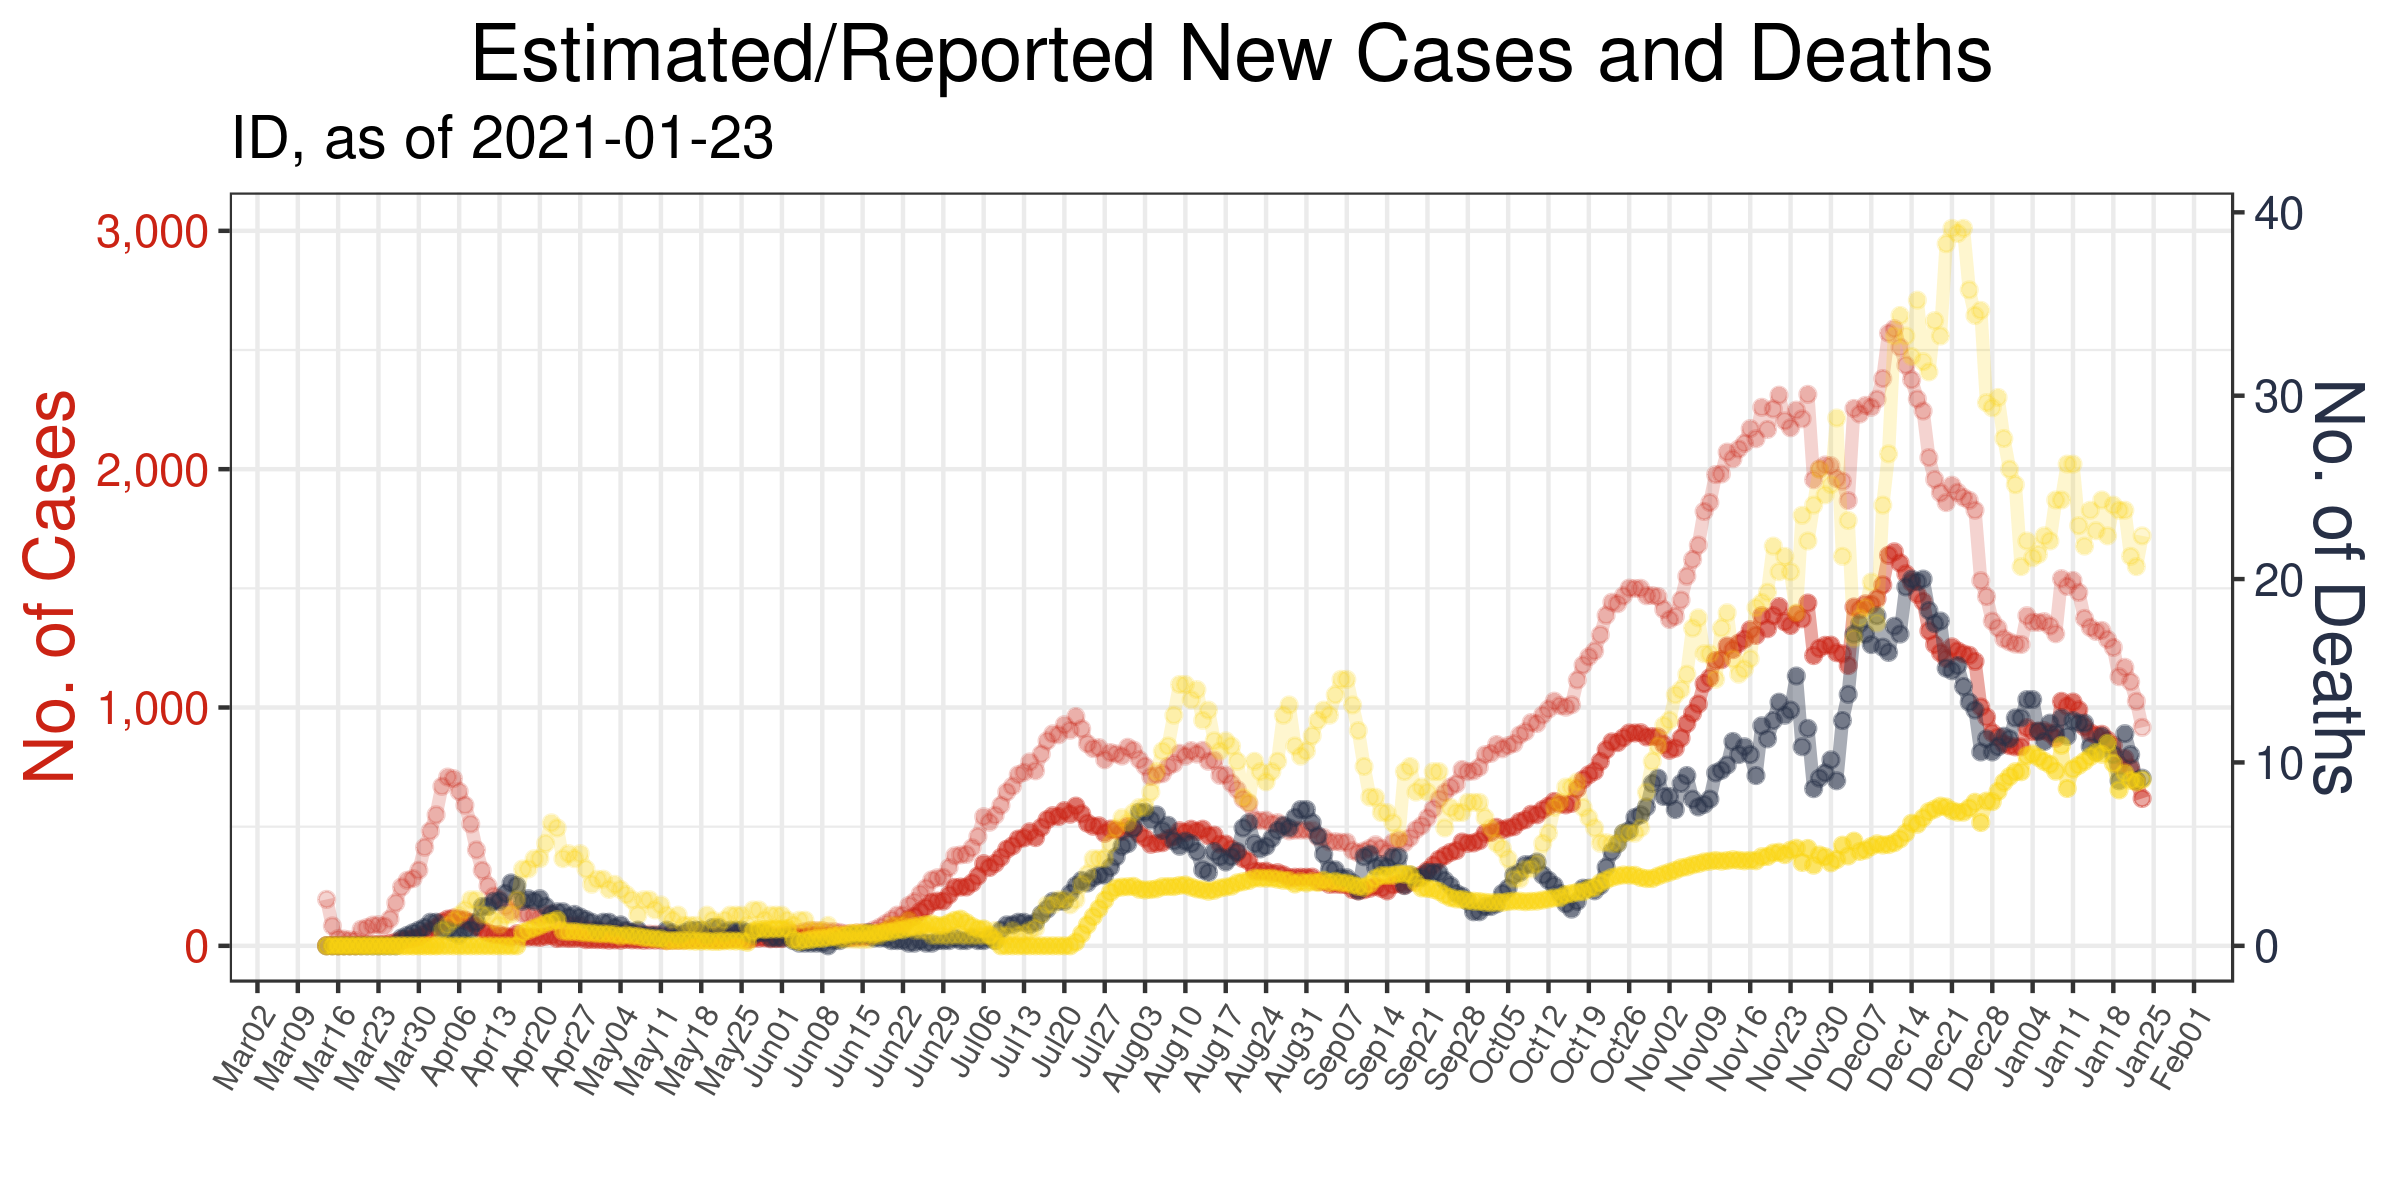 Estimated/Reported New Cases and Deaths
ID, as of 2021-01-23
No. of Cases
3,000
2,000
1,000
0
40
30
20
10
0
No. of Deaths
Mar02 Mar09 Mar16 Mar23 Mar30 Apr06 Apr13 Apr20 Apr27 May04 May11 May18 May25 Jun01 Jun08 Jun15 Jun22 Jun29 Jul06 Jul13 Jul20 Jul27 Aug03 Aug10 Aug17 Aug24 Aug31 Sep07 Sep14 Sep21 Sep28 Oct05 Oct12 Oct19 Oct26 Nov02 Nov09 Nov16 Nov23 Nov30 Dec07 Dec14 Dec21 Dec28 Jan04 Jan11 Jan18 Jan25 Feb01